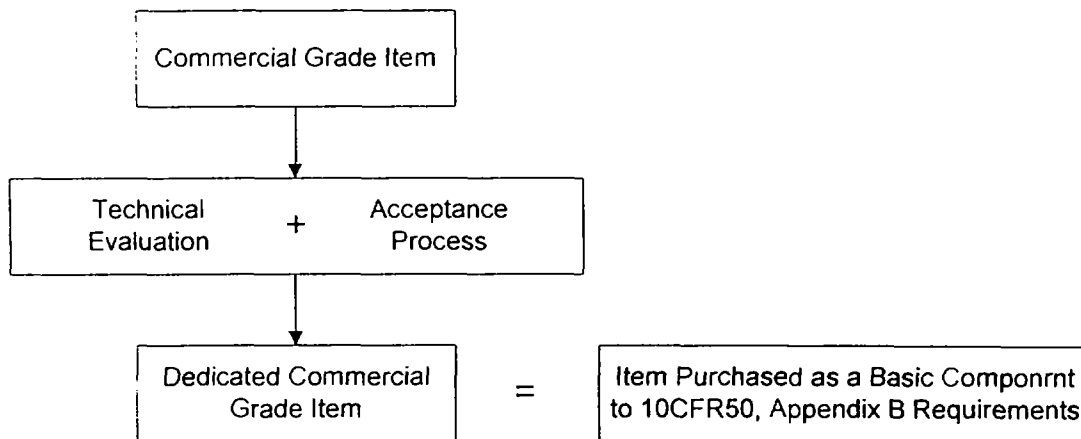 Commercial Grade Item
Technical
Evaluation
+
Acceptance
Process
Dedicated Commercial
Grade Item
=
Item Purchased as a Basic Componrnt
to 10CFR50, Appendix B Requirements